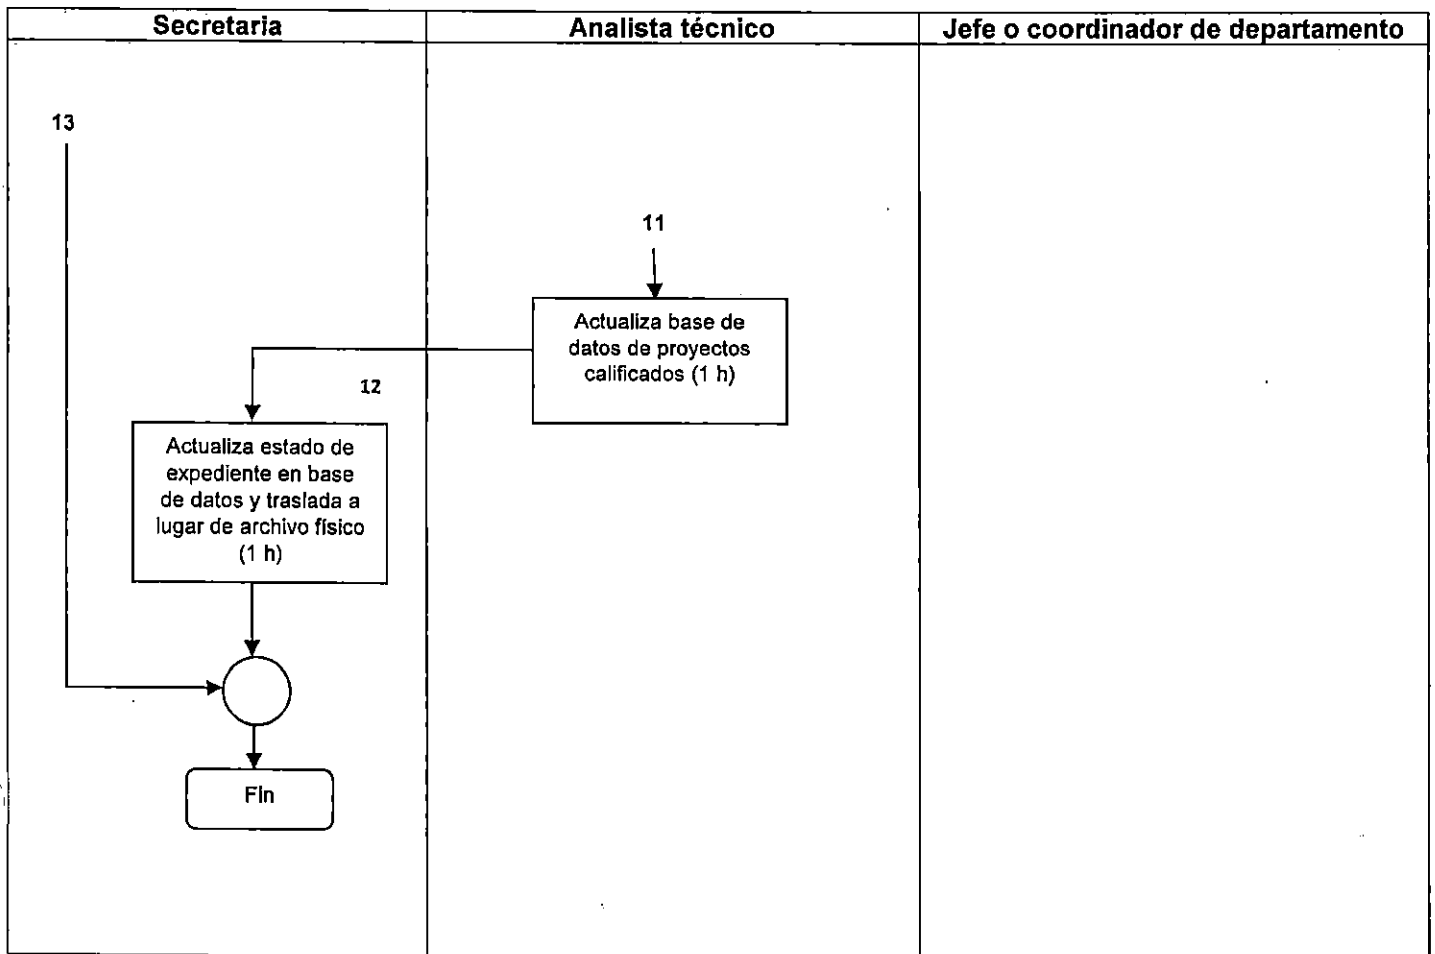 Secretaria
Analista técnico
Jefe o coordinador de departamento
13
11
Actualiza base de
datos de proyectos
calificados (1 h)
12
Actualiza estado de
expediente en base
de datos y traslada a
lugar de archivo físico
(1 h)
Fin